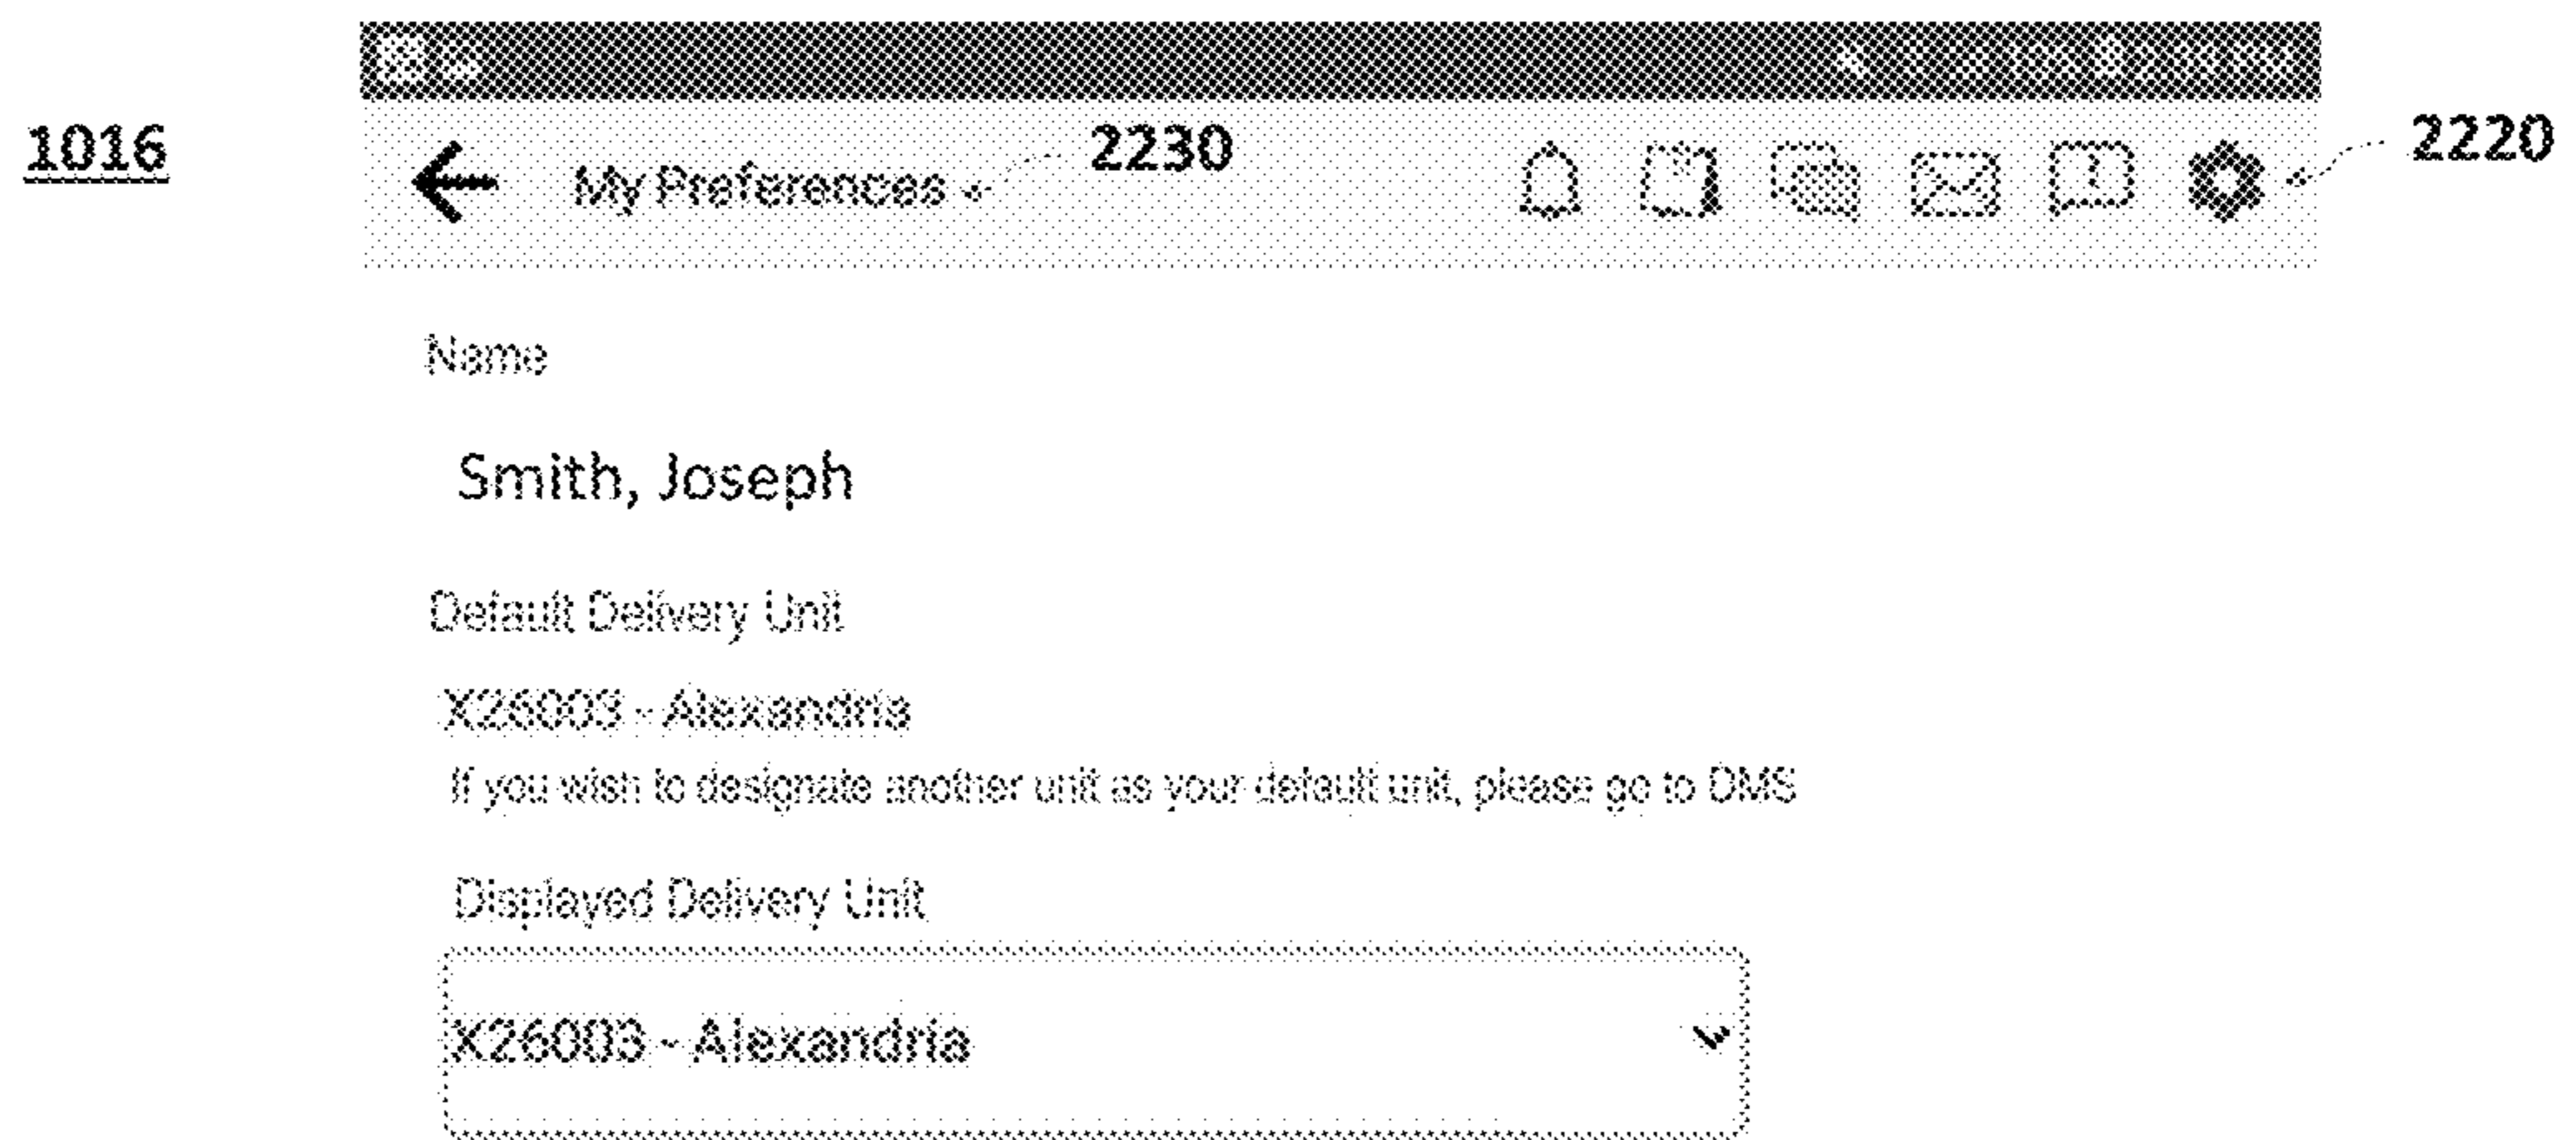 1016
My Preferences 2230
2220
Name
Smith, Joseph
Default Delivery Unit
X26003 - Alexandria
If you wish to designate another unit as your default unit, please go to DMS
Displayed Delivery Unit
X26003 - Alexandria